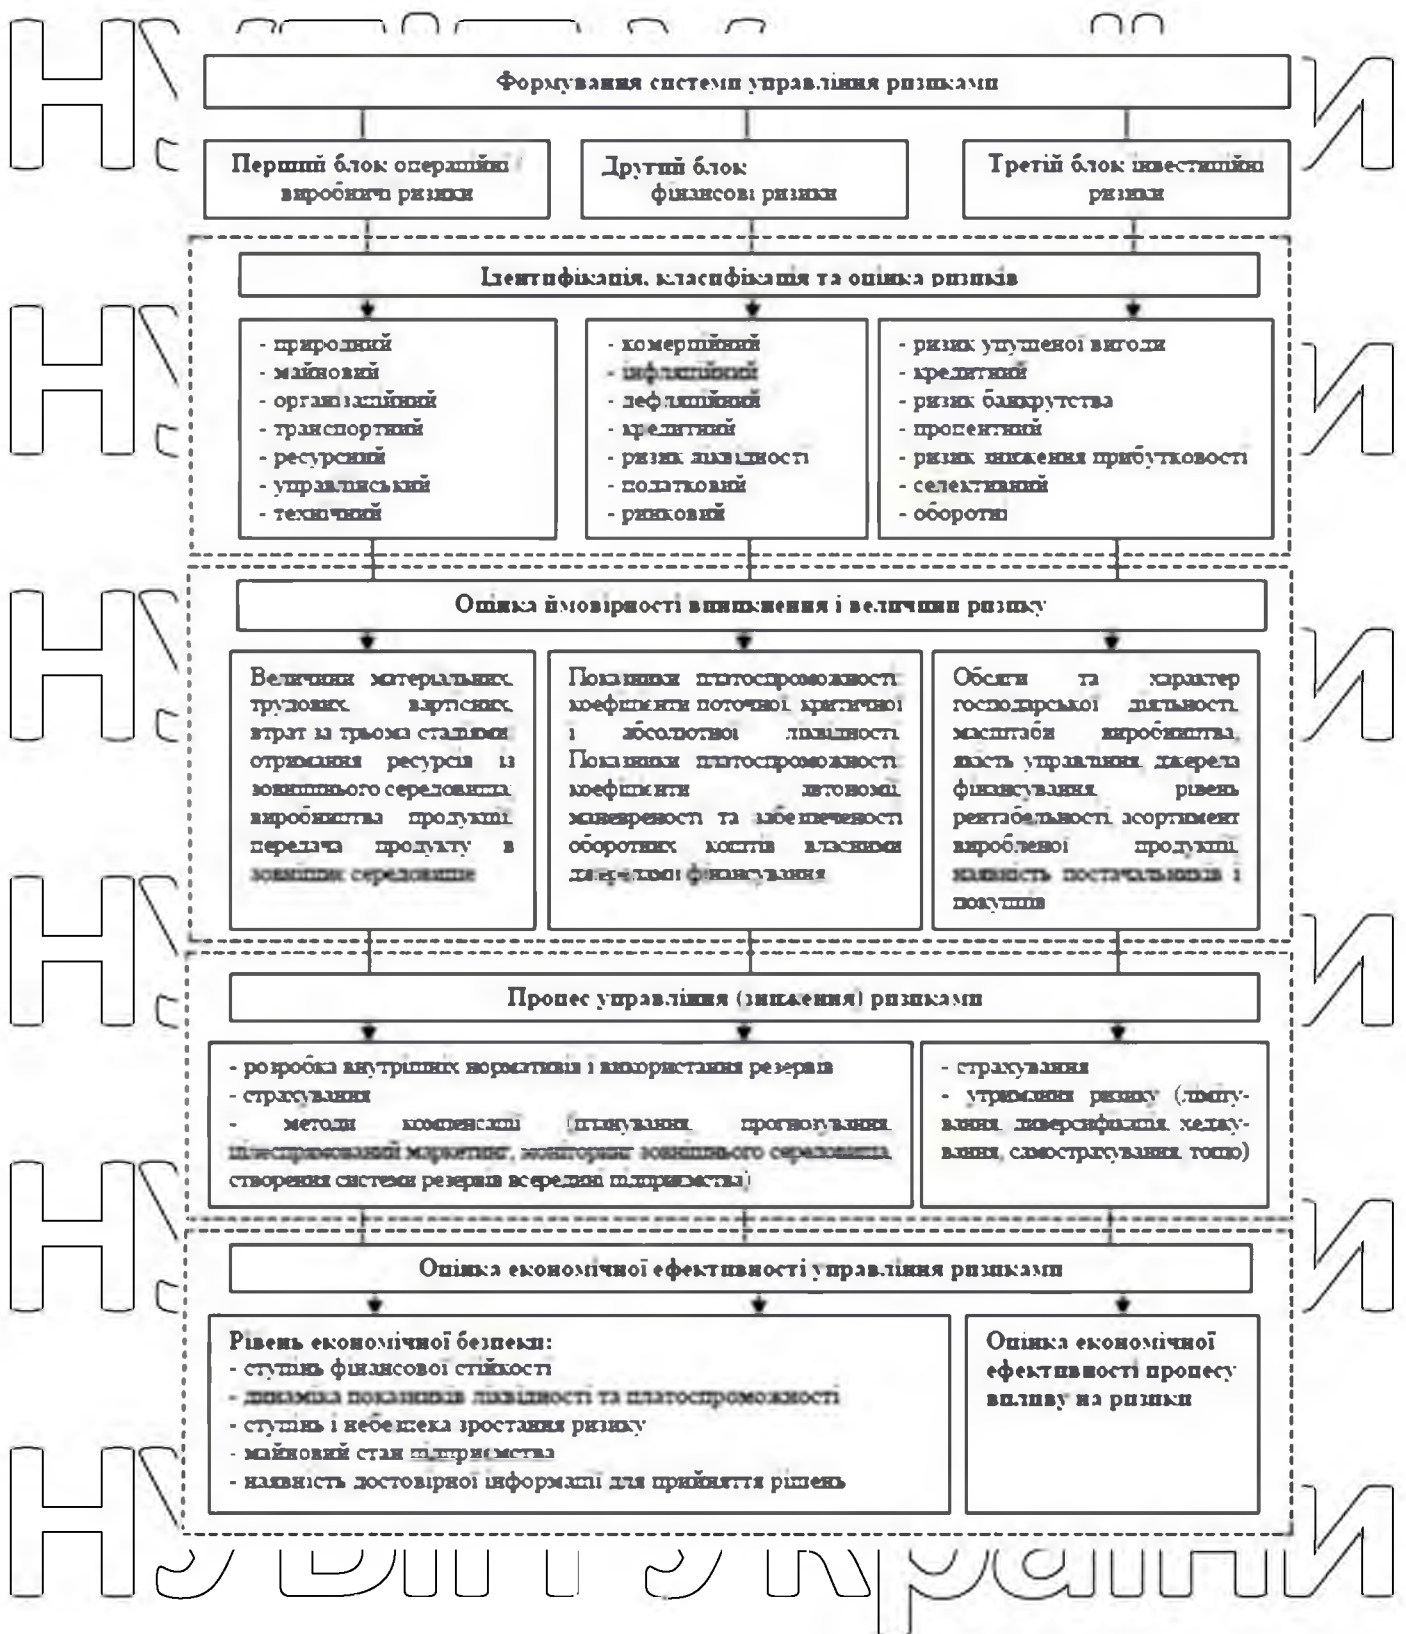 Формування системи управління ризиками
Перший блок операційні /
виробничі ризики
Другий блок
фінансові ризики
Третій блок інвестиційні
ризики
Ідентифікація, класифікація та оцінка ризиків
- природний
- майновий
- організаційний
- транспортний
- ресурсний
- управлінський
- технічний
- комерційний
- інфляційний
- дефляційний
- кредитний
- ризик ліквідності
- податковий
- ринковий
- ризик упущеної вигоди
- кредитний
- ризик банкрутства
- процентний
- ризик зниження прибутковості
- селективний
- оборотні
Оцінка ймовірності виникнення і величини ризику
Величини матеріальних,
трудових, вартісних,
втрат за трьома стадіями:
отримання ресурсів із
зовнішнього середовища,
виробництва продукції,
передача продукту в
зовнішнє середовище
Показники платоспроможності:
коефіцієнти поточної, критичної
і абсолютної ліквідності.
Показники платоспроможності:
коефіцієнти автономії,
маневреності та забезпеченості
оборотних коштів власними
джерелами фінансування
Обсяги та характер
господарської діяльності,
масштаби виробництва,
якість управління, джерела
фінансування, рівень
рентабельності, асортимент
виробленої продукції,
наявність постачальників і
покупців
Процес управління (зниження) ризиками
- розробка внутрішніх нормативів і використання резервів
- страхування
- методи компенсації (планування, прогнозування,
цілеспрямований маркетинг, моніторинг зовнішнього середовища,
створення системи резервів всередині підприємства)
- страхування
- утримання ризику (лімітування-
вання, диверсифікація, хеджу-
вання, самострахування, тощо)
Оцінка економічної ефективності управління ризиками
Рівень економічної безпеки:
- ступінь фінансової стійкості
- динаміка показників ліквідності та платоспроможності
- ступінь і небезпека зростання ризику
- майновий стан підприємства
- наявність достовірної інформації для прийняття рішень
Оцінка економічної
ефективності процесу
впливу на ризики
НУБіП України